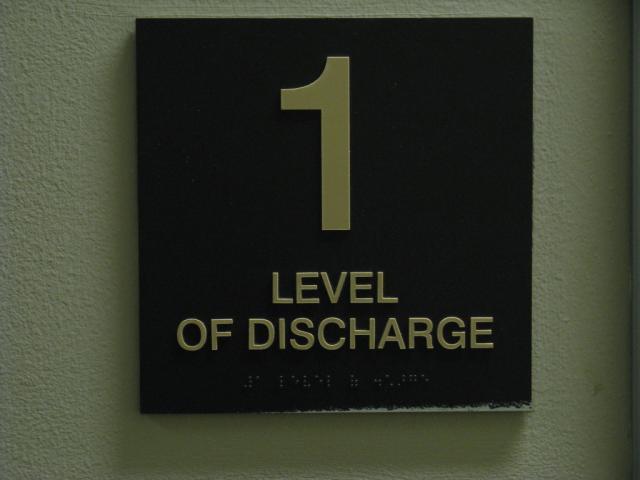 1
LEVEL
OF DISCHARGE